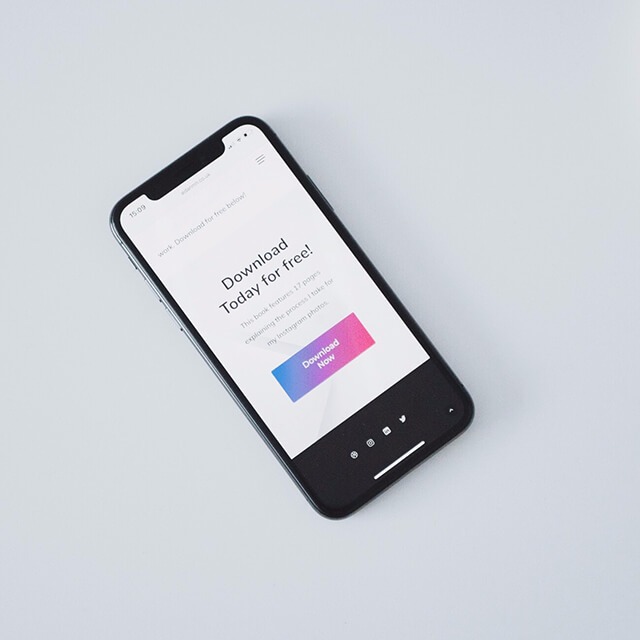 15:09
work. Download for free below!
Download
Today for free!
This book features 17 pages
explaining the process I take for
my Instagram photos.
Download
Now